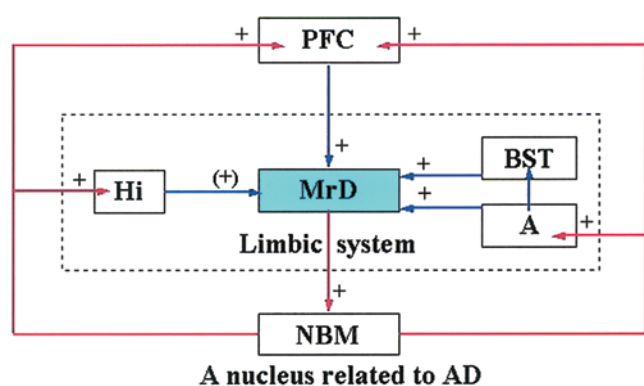 + PFC +
+
+ Hi (+) MrD + BST
+ A +
Limbic system
+
NBM
A nucleus related to AD